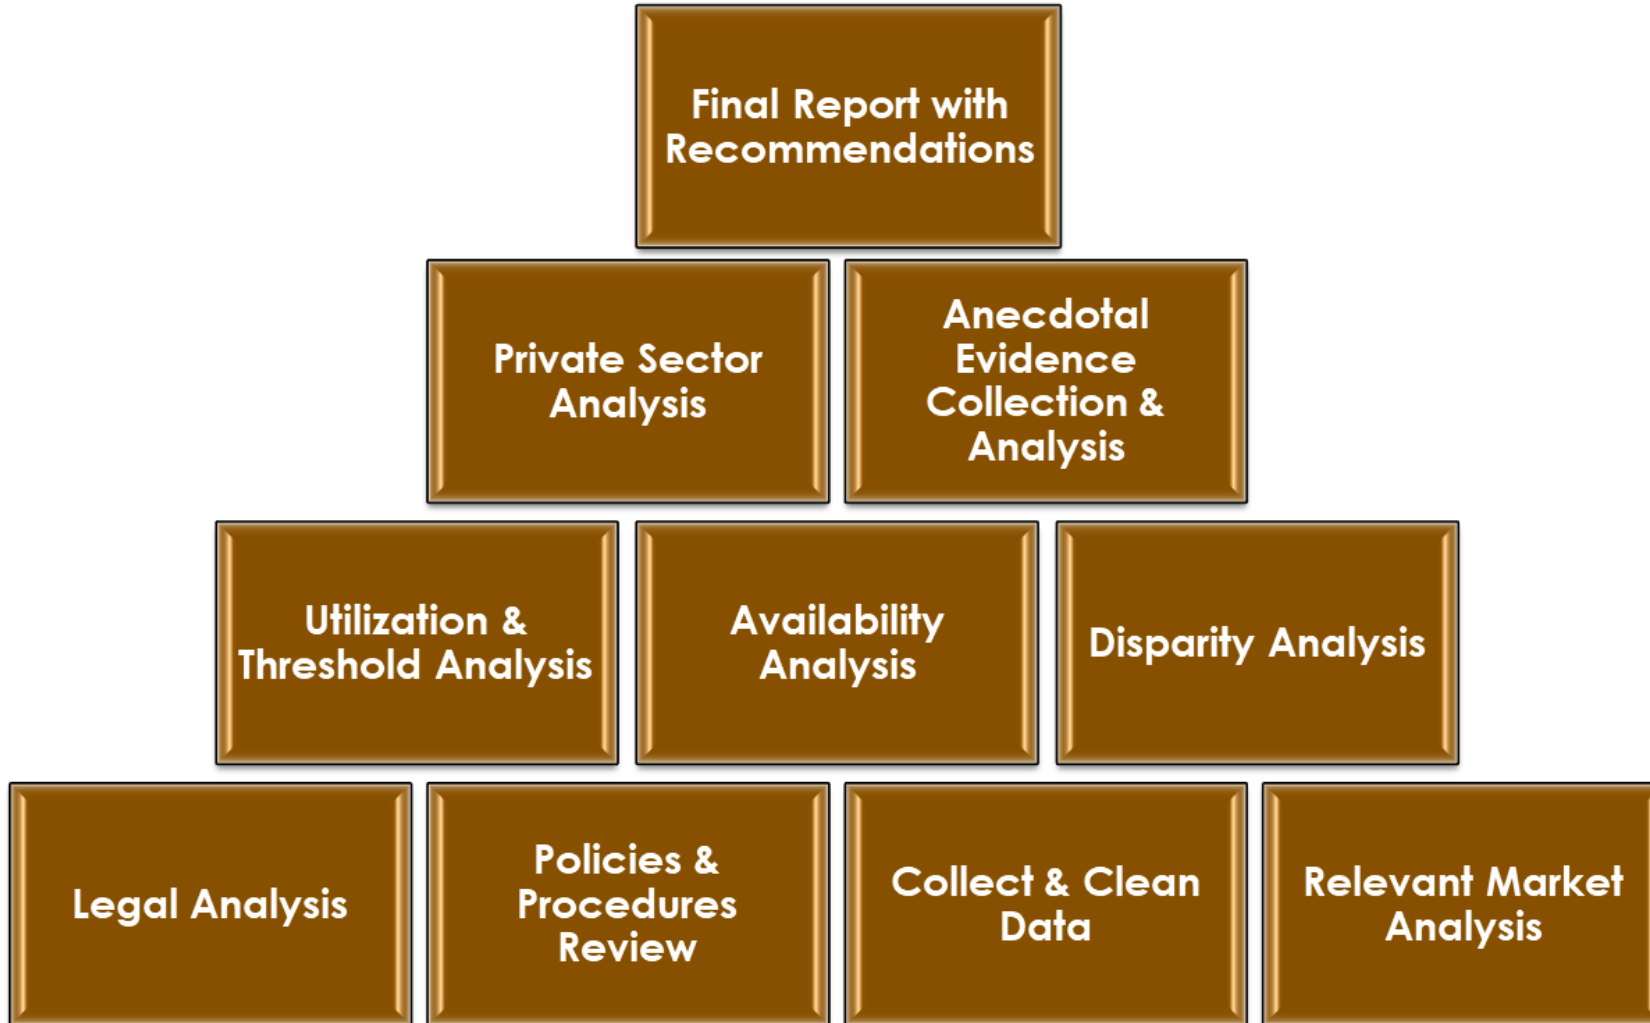 Final Report with
Recommendations
Private Sector
Analysis
Anecdotal
Evidence
Collection &
Analysis
Utilization &
Threshold Analysis
Availability
Analysis
Disparity Analysis
Legal Analysis
Policies &
Procedures
Review
Collect & Clean
Data
Relevant Market
Analysis